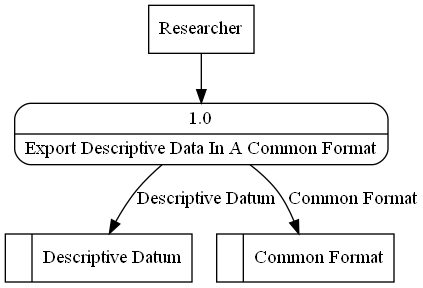 Researcher
1.0
Export Descriptive Data In A Common Format
Descriptive Datum
Common Format
Descriptive Datum
Common Format